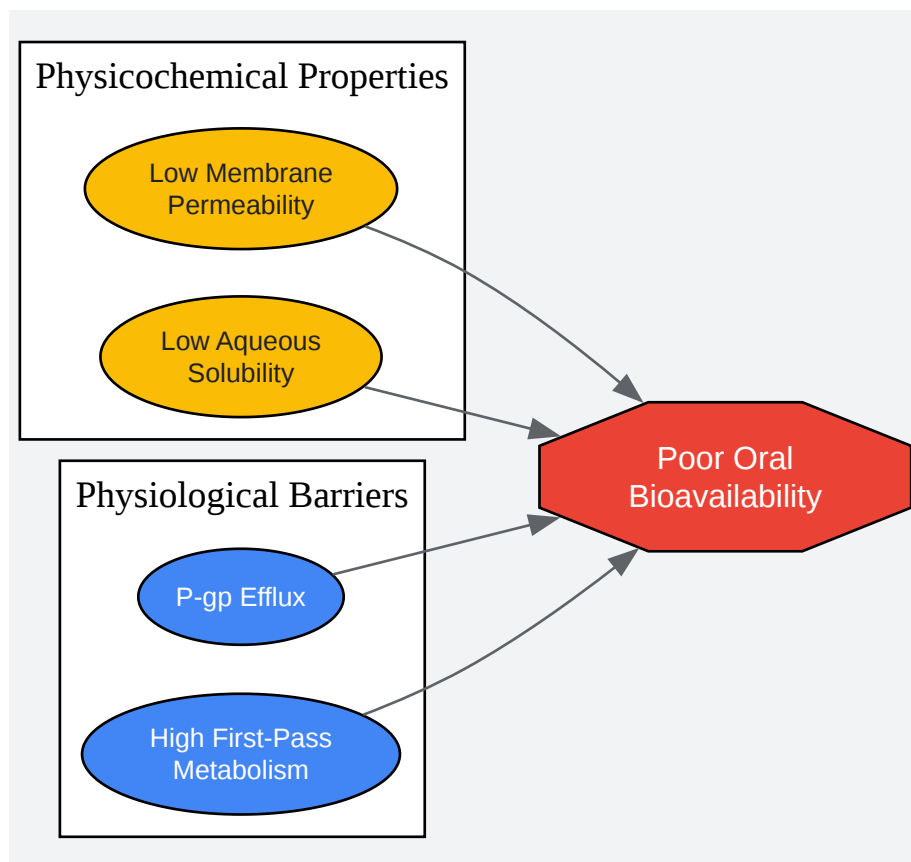 Physicochemical Properties
Low Membrane
Permeability
Low Aqueous
Solubility
Poor Oral
Bioavailability
Physiological Barriers
P-gp Efflux
High First-Pass
Metabolism